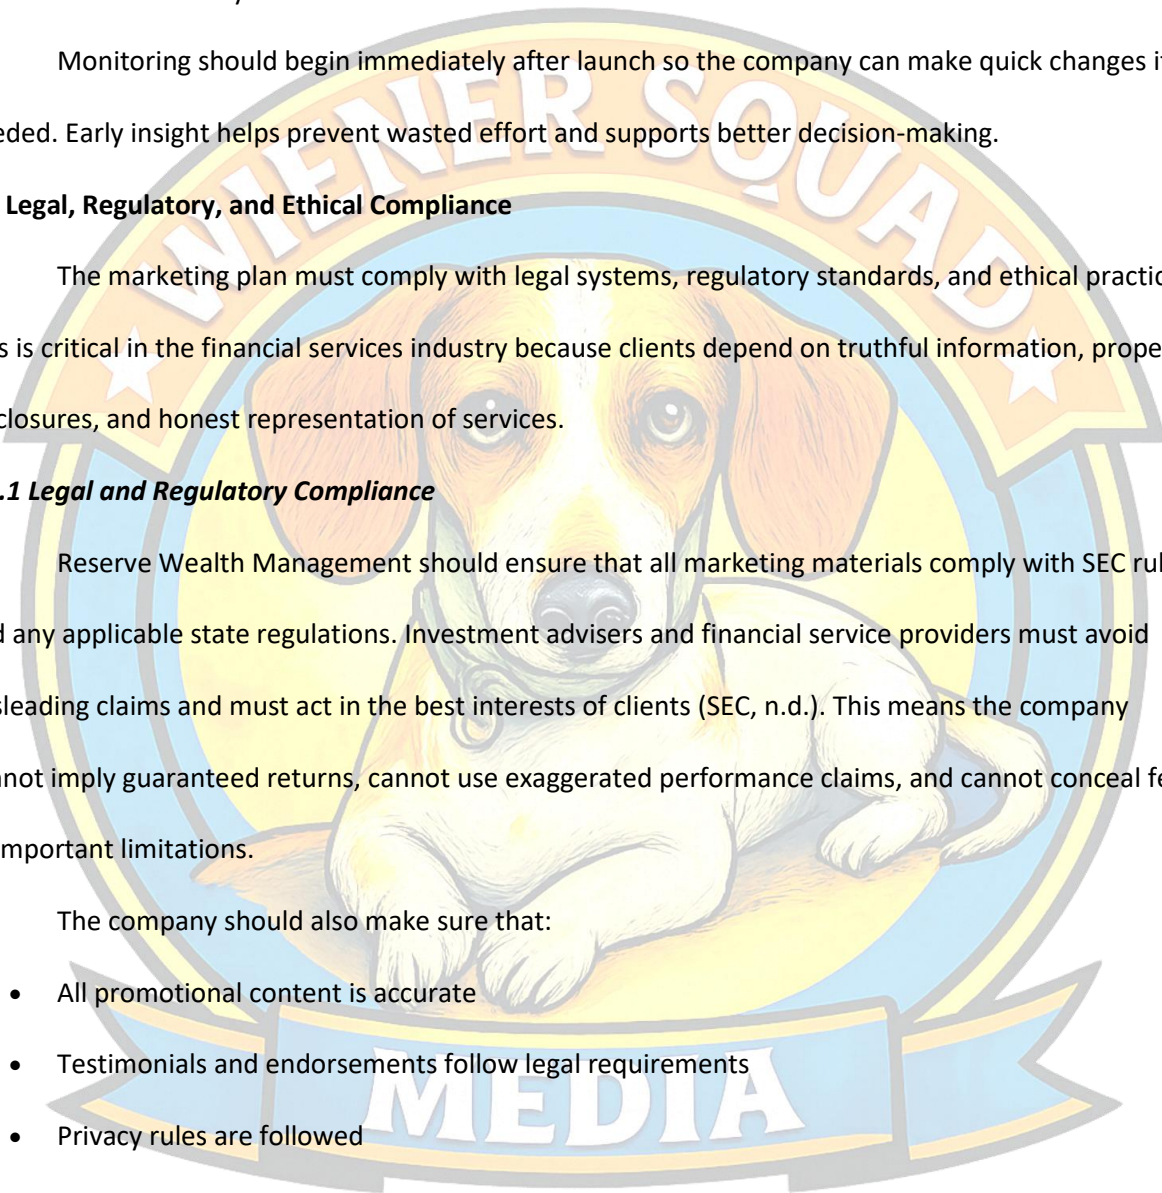 WIENER SQUAD
Monitoring should begin immediately after launch so the company can make quick changes i
eded. Early insight helps prevent wasted effort and supports better decision-making.
Legal, Regulatory, and Ethical Compliance
The marketing plan must comply with legal systems, regulatory standards, and ethical practic
s is critical in the financial services industry because clients depend on truthful information, prope
closures, and honest representation of services.
.1 Legal and Regulatory Compliance
Reserve Wealth Management should ensure that all marketing materials comply with SEC rul
d any applicable state regulations. Investment advisers and financial service providers must avoid
sleading claims and must act in the best interests of clients (SEC, n.d.). This means the company
nnot imply guaranteed returns, cannot use exaggerated performance claims, and cannot conceal fe
important limitations.
The company should also make sure that:
• All promotional content is accurate
• Testimonials and endorsements follow legal requirements
MEDIA
• Privacy rules are followed